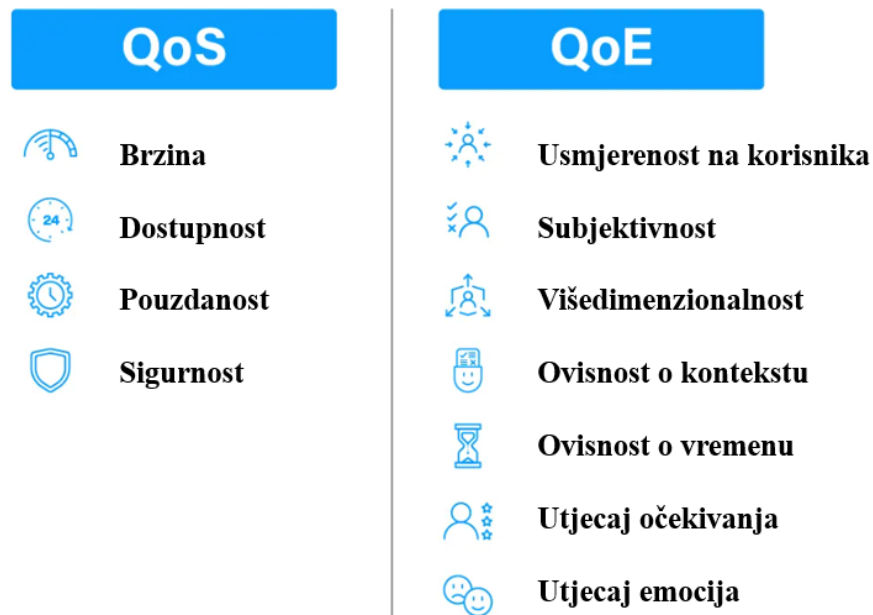 QoS
Brzina
24
Dostupnost
Pouzdanost
Sigurnost
QoE
Usmjerenost na korisnika
Subjektivnost
Višedimenzionalnost
Ovisnost o kontekstu
Ovisnost o vremenu
Utjecaj očekivanja
Utjecaj emocija